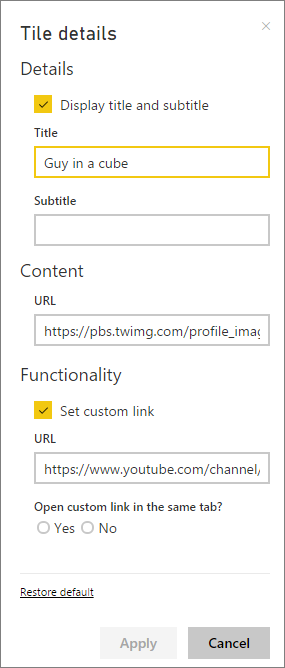 Tile details
Details
Display title and subtitle
Title
Guy in a cube
Subtitle
Content
URL
https://pbs.twimg.com/profile_imag
Functionality
Set custom link
URL
https://www.youtube.com/channel/
Open custom link in the same tab?
Yes No
Restore default
Apply Cancel